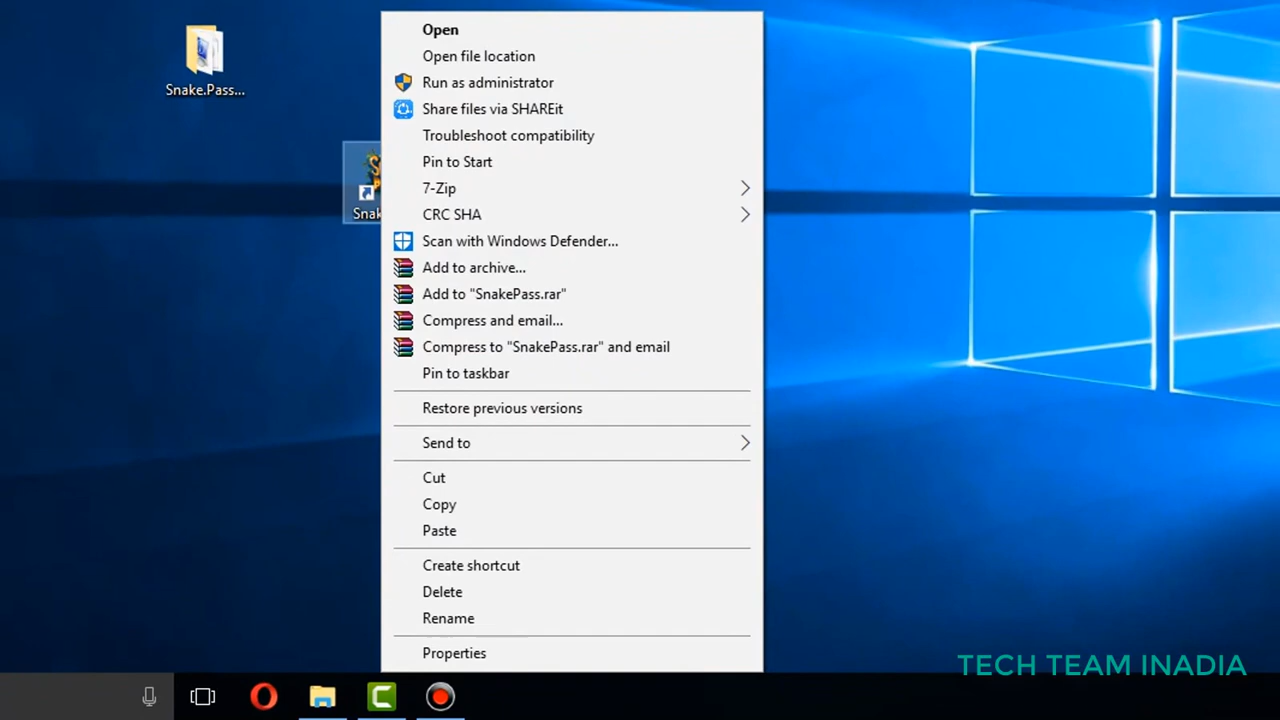 Snake.Pass...
Snak
Open
Open file location
Run as administrator
Share files via SHAREit
Troubleshoot compatibility
Pin to Start
7-Zip
CRC SHA
Scan with Windows Defender...
Add to archive...
Add to "SnakePass.rar"
Compress and email...
Compress to "SnakePass.rar" and email
Pin to taskbar
Restore previous versions
Send to
Cut
Copy
Paste
Create shortcut
Delete
Rename
Properties
TECH TEAM INADIA